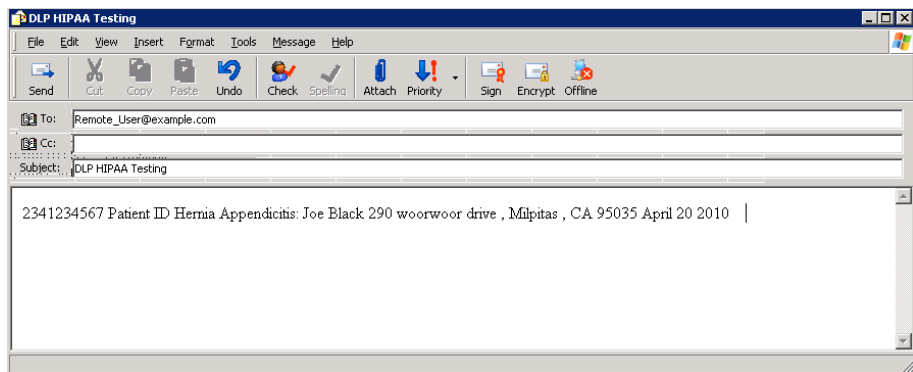 DLP HIPAA Testing
File Edit View Insert Format Tools Message Help
Send Cut Copy Paste Undo Check Spelling Attach Priority Sign Encrypt Offline
To: Remote_User@example.com
Cc:
Subject: DLP HIPAA Testing
2341234567 Patient ID Hernia Appendicitis: Joe Black 290 woorwoor drive , Milpitas , CA 95035 April 20 2010